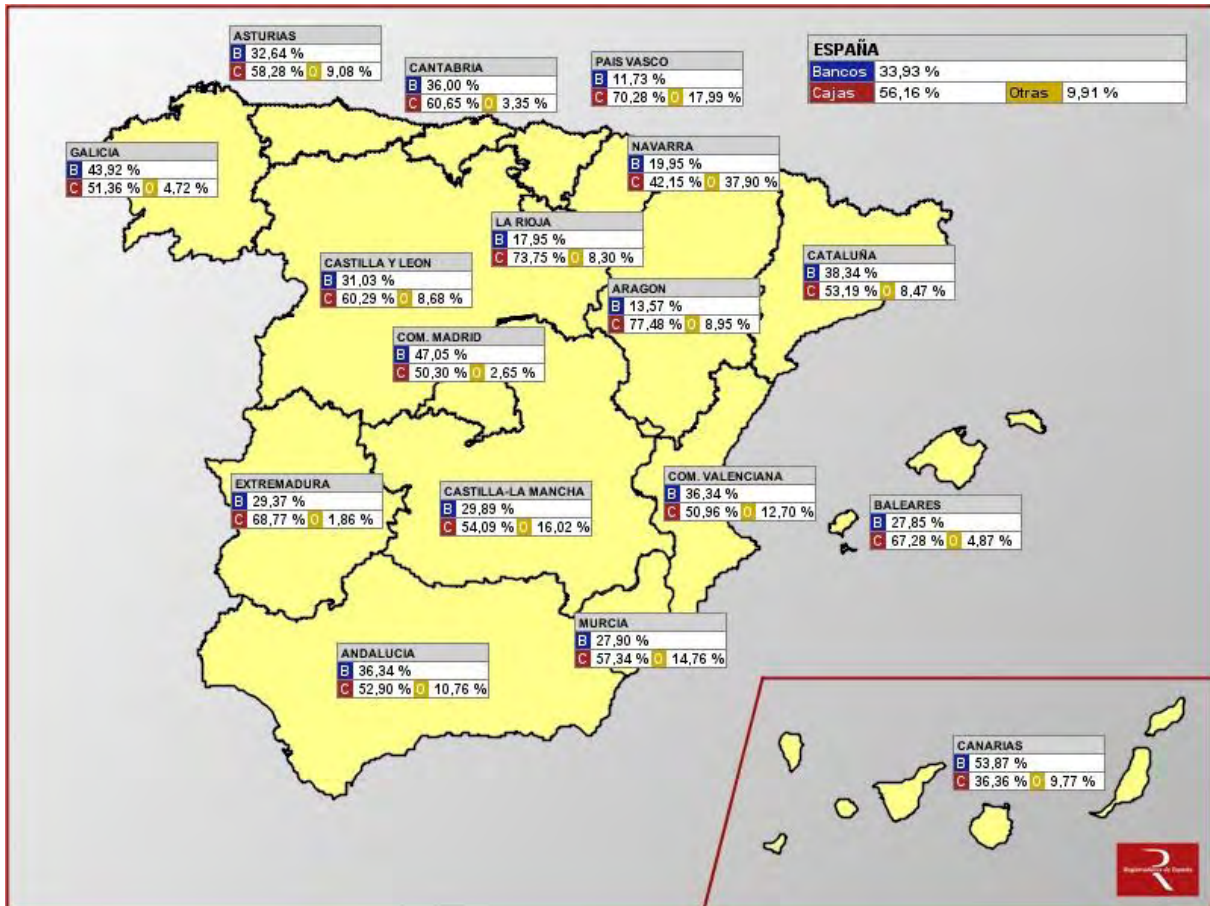 ASTURIAS
B 32,64 %
C 58,28 % O 9,08 %
CANTABRIA
B 36,00 %
C 60,65 % O 3,35 %
PAIS VASCO
B 11,73 %
C 70,28 % O 17,99 %
ESPAÑA
Bancos 33,93 %
Cajas 56,16 % Otras 9,91 %
GALICIA
B 43,92 %
C 51,36 % O 4,72 %
NAVARRA
B 19,95 %
C 42,15 % O 37,90 %
LA RIOJA
B 17,95 %
C 73,75 % O 8,30 %
CASTILLA Y LEON
B 31,03 %
C 60,29 % O 8,68 %
CATALUÑA
B 38,34 %
C 53,19 % O 8,47 %
ARAGON
B 13,57 %
C 77,48 % O 8,95 %
COM. MADRID
B 47,05 %
C 50,30 % O 2,65 %
EXTREMADURA
B 29,37 %
C 68,77 % O 1,86 %
CASTILLA-LA MANCHA
B 29,89 %
C 54,09 % O 16,02 %
COM. VALENCIANA
B 36,34 %
C 50,96 % O 12,70 %
BALEARES
B 27,85 %
C 67,28 % O 4,87 %
MURCIA
B 27,90 %
C 57,34 % O 14,76 %
ANDALUCIA
B 36,34 %
C 52,90 % O 10,76 %
CANARIAS
B 53,87 %
C 36,36 % O 9,77 %
Registradores de España